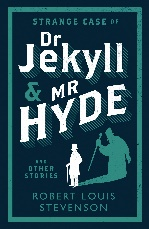 STRANGE CASE OF
Dr
Jekyll
& MR
HYDE
AND OTHER
STORIES
ROBERT LOUIS
STEVENSON